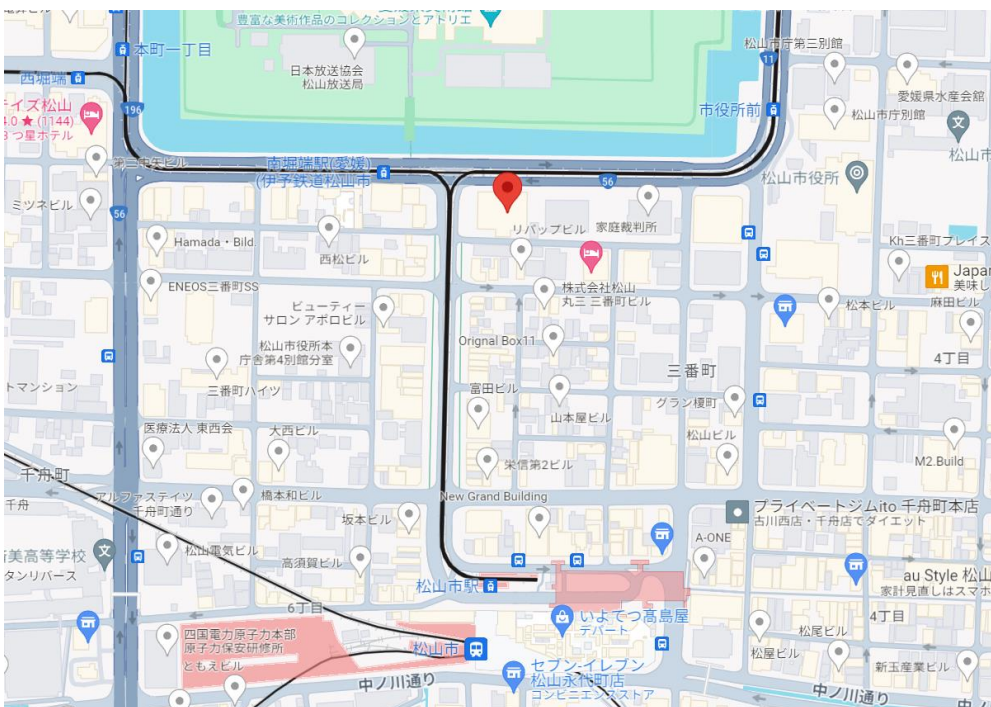 豊富な美術作品のコレクションとアトリエ
本町一丁目
西堀端
日本放送協会
松山放送局
松山市庁第三別館
11
愛媛県水産会館
196
イズ松山
4.0 ★ (1144)
3つ星ホテル
市役所前
松山市庁別館
第二東矢ビル
南堀端駅(愛媛)
(伊予鉄道松山市
56
松山市役所
松山市
ミツネビル
56
リバップビル
家庭裁判所
Hamada・Bild.
西松ビル
Kh三番町プレイス
ENEOS三番町SS
株式会社松山
丸三 三番町ビル
Japan
美味し
麻田ビル
松本ビル
ビューティー
サロン アポロビル
松山市役所本
庁舎第4別館分室
Orignal Box11
4丁目
三番町
トマンション
三番町ハイツ
富田ビル
グラン榎町
山本屋ビル
医療法人 東西会
大西ビル
松山ビル
栄信第2ビル
M2.Build
千舟町
千舟
アルファステイツ
千舟町通り
橋本和ビル
New Grand Building
坂本ビル
プライベートジムito 千舟町本店
古川西店・千舟店でダイエット
松山電気ビル
高須賀ビル
A-ONE
美高等学校
タンリバース
松山市駅
au Style 松山
家計見直しはスマホ
6丁目
いよてつ髙島屋
デパート
4丁目
四国電力原子力本部
原子力保安研修所
ともえビル
松山市
松尾ビル
松屋ビル
セブン-イレブン
松山永代町店
コンビニエンスストア
新玉産業ビル
中ノ川通り
中ノ川通り